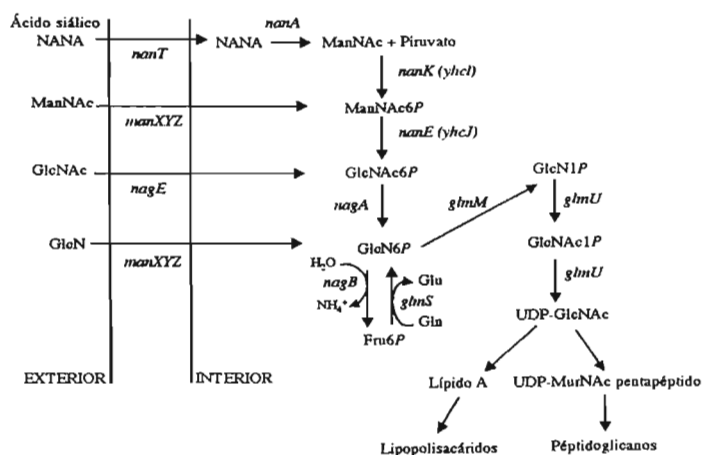 Ácido siálico
NANA
nanT
NANA
nanA
ManNAc + Piruvato
nanK (yhcI)
ManNAc
manXYZ
ManNAc6P
nanE (yhcJ)
GlcNAc
nagE
GlcNAc6P
nagA
glmM
GlcN1P
glmU
GlcN
manXYZ
GlcN6P
GlcNAc1P
H2O
nagB
NH4+
Glu
glmS
Gln
glmU
Fru6P
UDP-GlcNAc
EXTERIOR
INTERIOR
Lípido A
UDP-MurNAc pentapéptido
Lipopolisacáridos
Péptidoglicanos